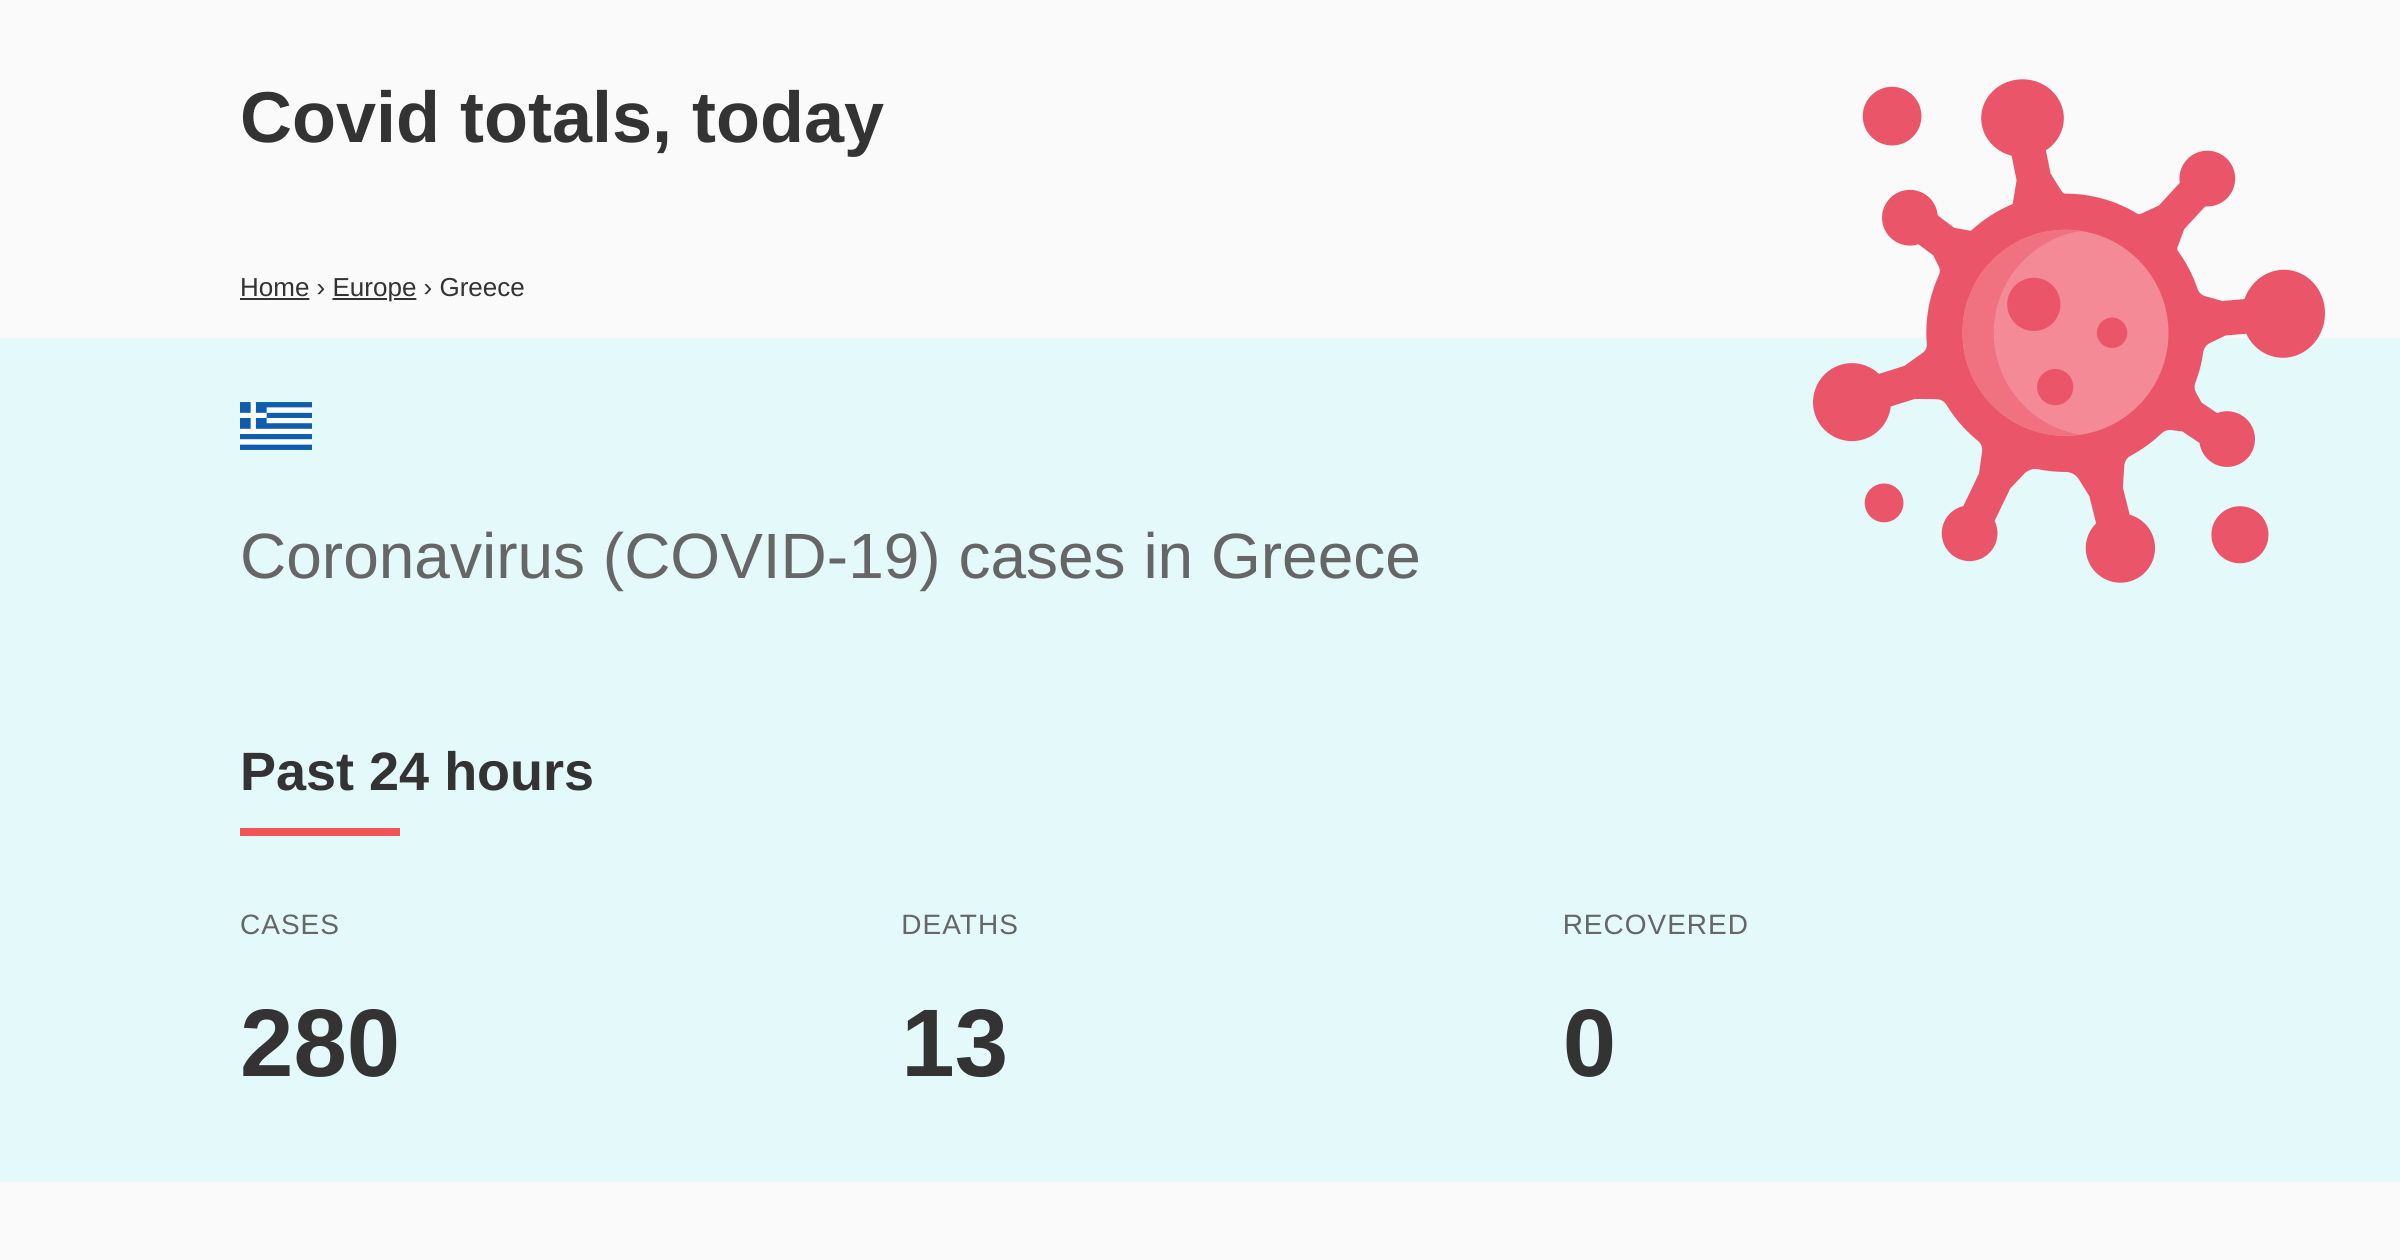 Covid totals, today
Home › Europe › Greece
Coronavirus (COVID-19) cases in Greece
Past 24 hours
CASES DEATHS RECOVERED
280 13 0